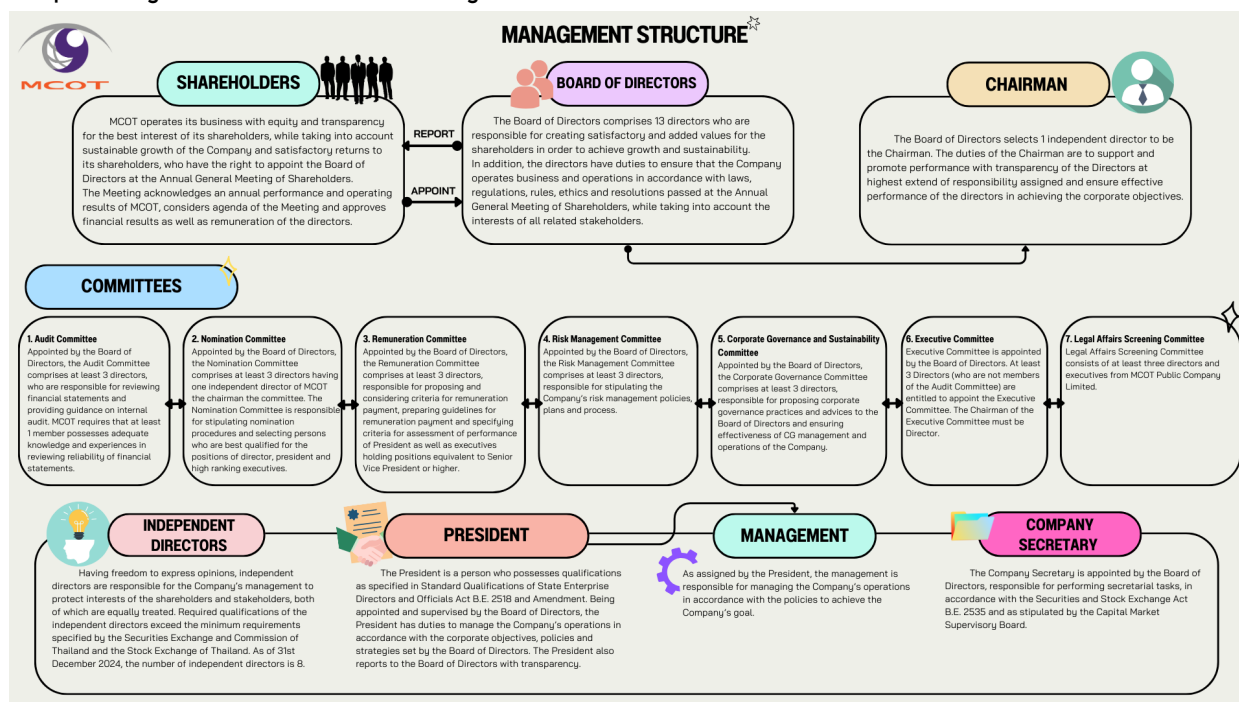 MANAGEMENT STRUCTURE
MCOT
SHAREHOLDERS
MCOT operates its business with equity and transparency
for the best interest of its shareholders, while taking into account
sustainable growth of the Company and satisfactory returns to
its shareholders, who have the right to appoint the Board of
Directors at the Annual General Meeting of Shareholders.
The Meeting acknowledges an annual performance and operating
results of MCOT, considers agenda of the Meeting and approves
financial results as well as remuneration of the directors.
REPORT
APPOINT
BOARD OF DIRECTORS
The Board of Directors comprises 13 directors who are
responsible for creating satisfactory and added values for the
shareholders in order to achieve growth and sustainability.
In addition, the directors have duties to ensure that the Company
operates business and operations in accordance with laws,
regulations, rules, ethics and resolutions passed at the Annual
General Meeting of Shareholders, while taking into account the
interests of all related stakeholders.
CHAIRMAN
The Board of Directors selects 1 independent director to be
the Chairman. The duties of the Chairman are to support and
promote performance with transparency of the Directors at
highest extend of responsibility assigned and ensure effective
performance of the directors in achieving the corporate objectives.
COMMITTEES
1. Audit Committee
Appointed by the Board of
Directors, the Audit Committee
comprises at least 3 directors,
who are responsible for reviewing
financial statements and
providing guidance on internal
audit. MCOT requires that at least
1 member possesses adequate
knowledge and experiences in
reviewing reliability of financial
statements.
2. Nomination Committee
Appointed by the Board of Directors,
the Nomination Committee
comprises at least 3 directors having
one independent director of MCOT
the chairman the committee. The
Nomination Committee is responsible
for stipulating nomination
procedures and selecting persons
who are best qualified for the
positions of director, president and
high ranking executives.
3. Remuneration Committee
Appointed by the Board of Directors,
the Remuneration Committee
comprises at least 3 directors,
responsible for proposing and
considering criteria for remuneration
payment, preparing guidelines for
remuneration payment and specifying
criteria for assessment of performance
of President as well as executives
holding positions equivalent to Senior
Vice President or higher.
4. Risk Management Committee
Appointed by the Board of Directors,
the Risk Management Committee
comprises at least 3 directors,
responsible for stipulating the
Company's risk management policies,
plans and process.
5. Corporate Governance and Sustainability
Committee
Appointed by the Board of Directors,
the Corporate Governance Committee
comprises at least 3 directors,
responsible for proposing corporate
governance practices and advices to the
Board of Directors and ensuring
effectiveness of CG management and
operations of the Company.
6. Executive Committee
Executive Committee is appointed
by the Board of Directors. At least
3 Directors (who are not members
of the Audit Committee) are
entitled to appoint the Executive
Committee. The Chairman of the
Executive Committee must be
Director.
7. Legal Affairs Screening Committee
Legal Affairs Screening Committee
consists of at least three directors and
executives from MCOT Public Company
Limited.
INDEPENDENT
DIRECTORS
Having freedom to express opinions, independent
directors are responsible for the Company's management to
protect interests of the shareholders and stakeholders, both
of which are equally treated. Required qualifications of the
independent directors exceed the minimum requirements
specified by the Securities Exchange and Commission of
Thailand and the Stock Exchange of Thailand. As of 31st
December 2024, the number of independent directors is 8.
PRESIDENT
The President is a person who possesses qualifications
as specified in Standard Qualifications of State Enterprise
Directors and Officials Act B.E. 2518 and Amendment. Being
appointed and supervised by the Board of Directors, the
President has duties to manage the Company's operations in
accordance with the corporate objectives, policies and
strategies set by the Board of Directors. The President also
reports to the Board of Directors with transparency.
MANAGEMENT
As assigned by the President, the management is
responsible for managing the Company's operations
in accordance with the policies to achieve the
Company's goal.
COMPANY
SECRETARY
The Company Secretary is appointed by the Board of
Directors, responsible for performing secretarial tasks, in
accordance with the Securities and Stock Exchange Act
B.E. 2535 and as stipulated by the Capital Market
Supervisory Board.